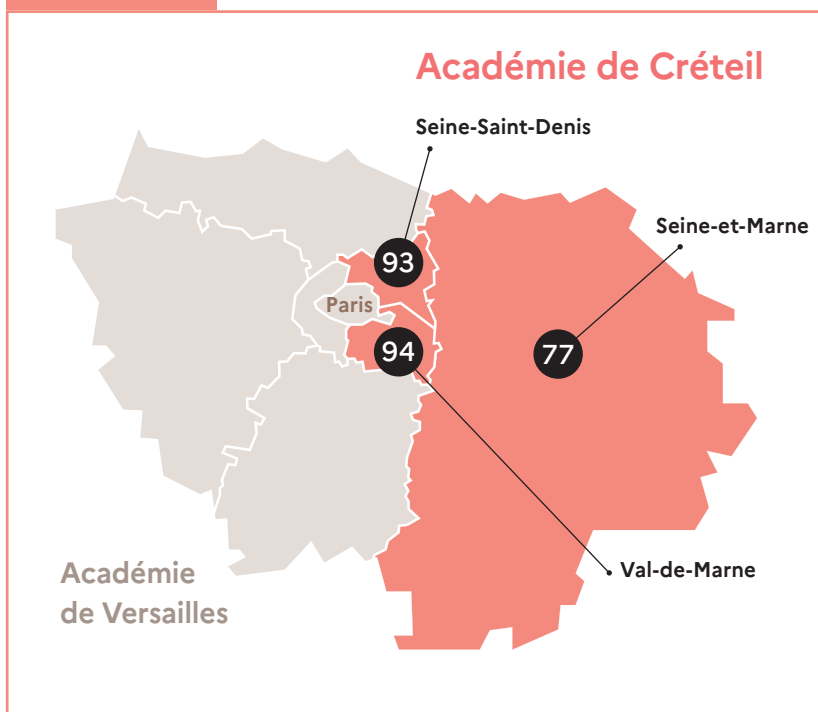 Académie de Créteil
Seine-Saint-Denis
Seine-et-Marne
93
Paris
94
77
Val-de-Marne
Académie
de Versailles